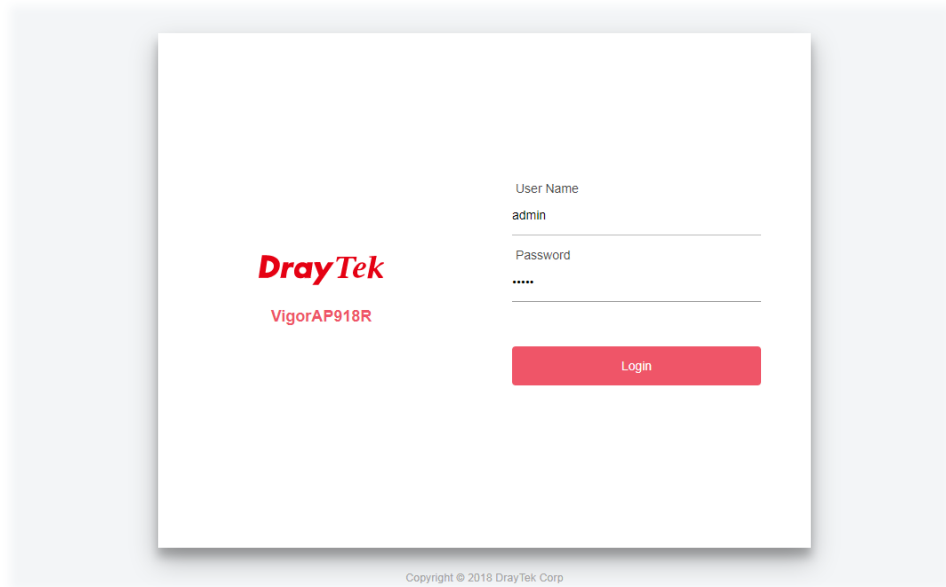 User Name
admin
Password
•••••
DrayTek
VigorAP918R
Login
Copyright © 2018 DrayTek Corp